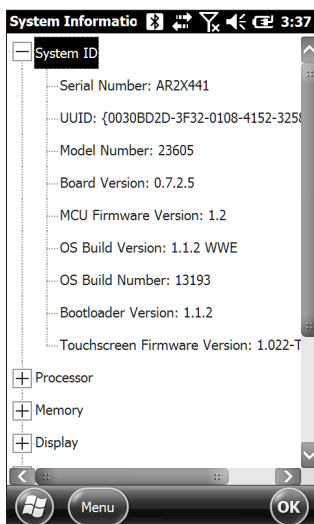 System Informatio 3:37
System ID
Serial Number: AR2X441
UUID: {0030BD2D-3F32-0108-4152-3258
Model Number: 23605
Board Version: 0.7.2.5
MCU Firmware Version: 1.2
OS Build Version: 1.1.2 WWE
OS Build Number: 13193
Bootloader Version: 1.1.2
Touchscreen Firmware Version: 1.022-T
Processor
Memory
Display
Menu OK